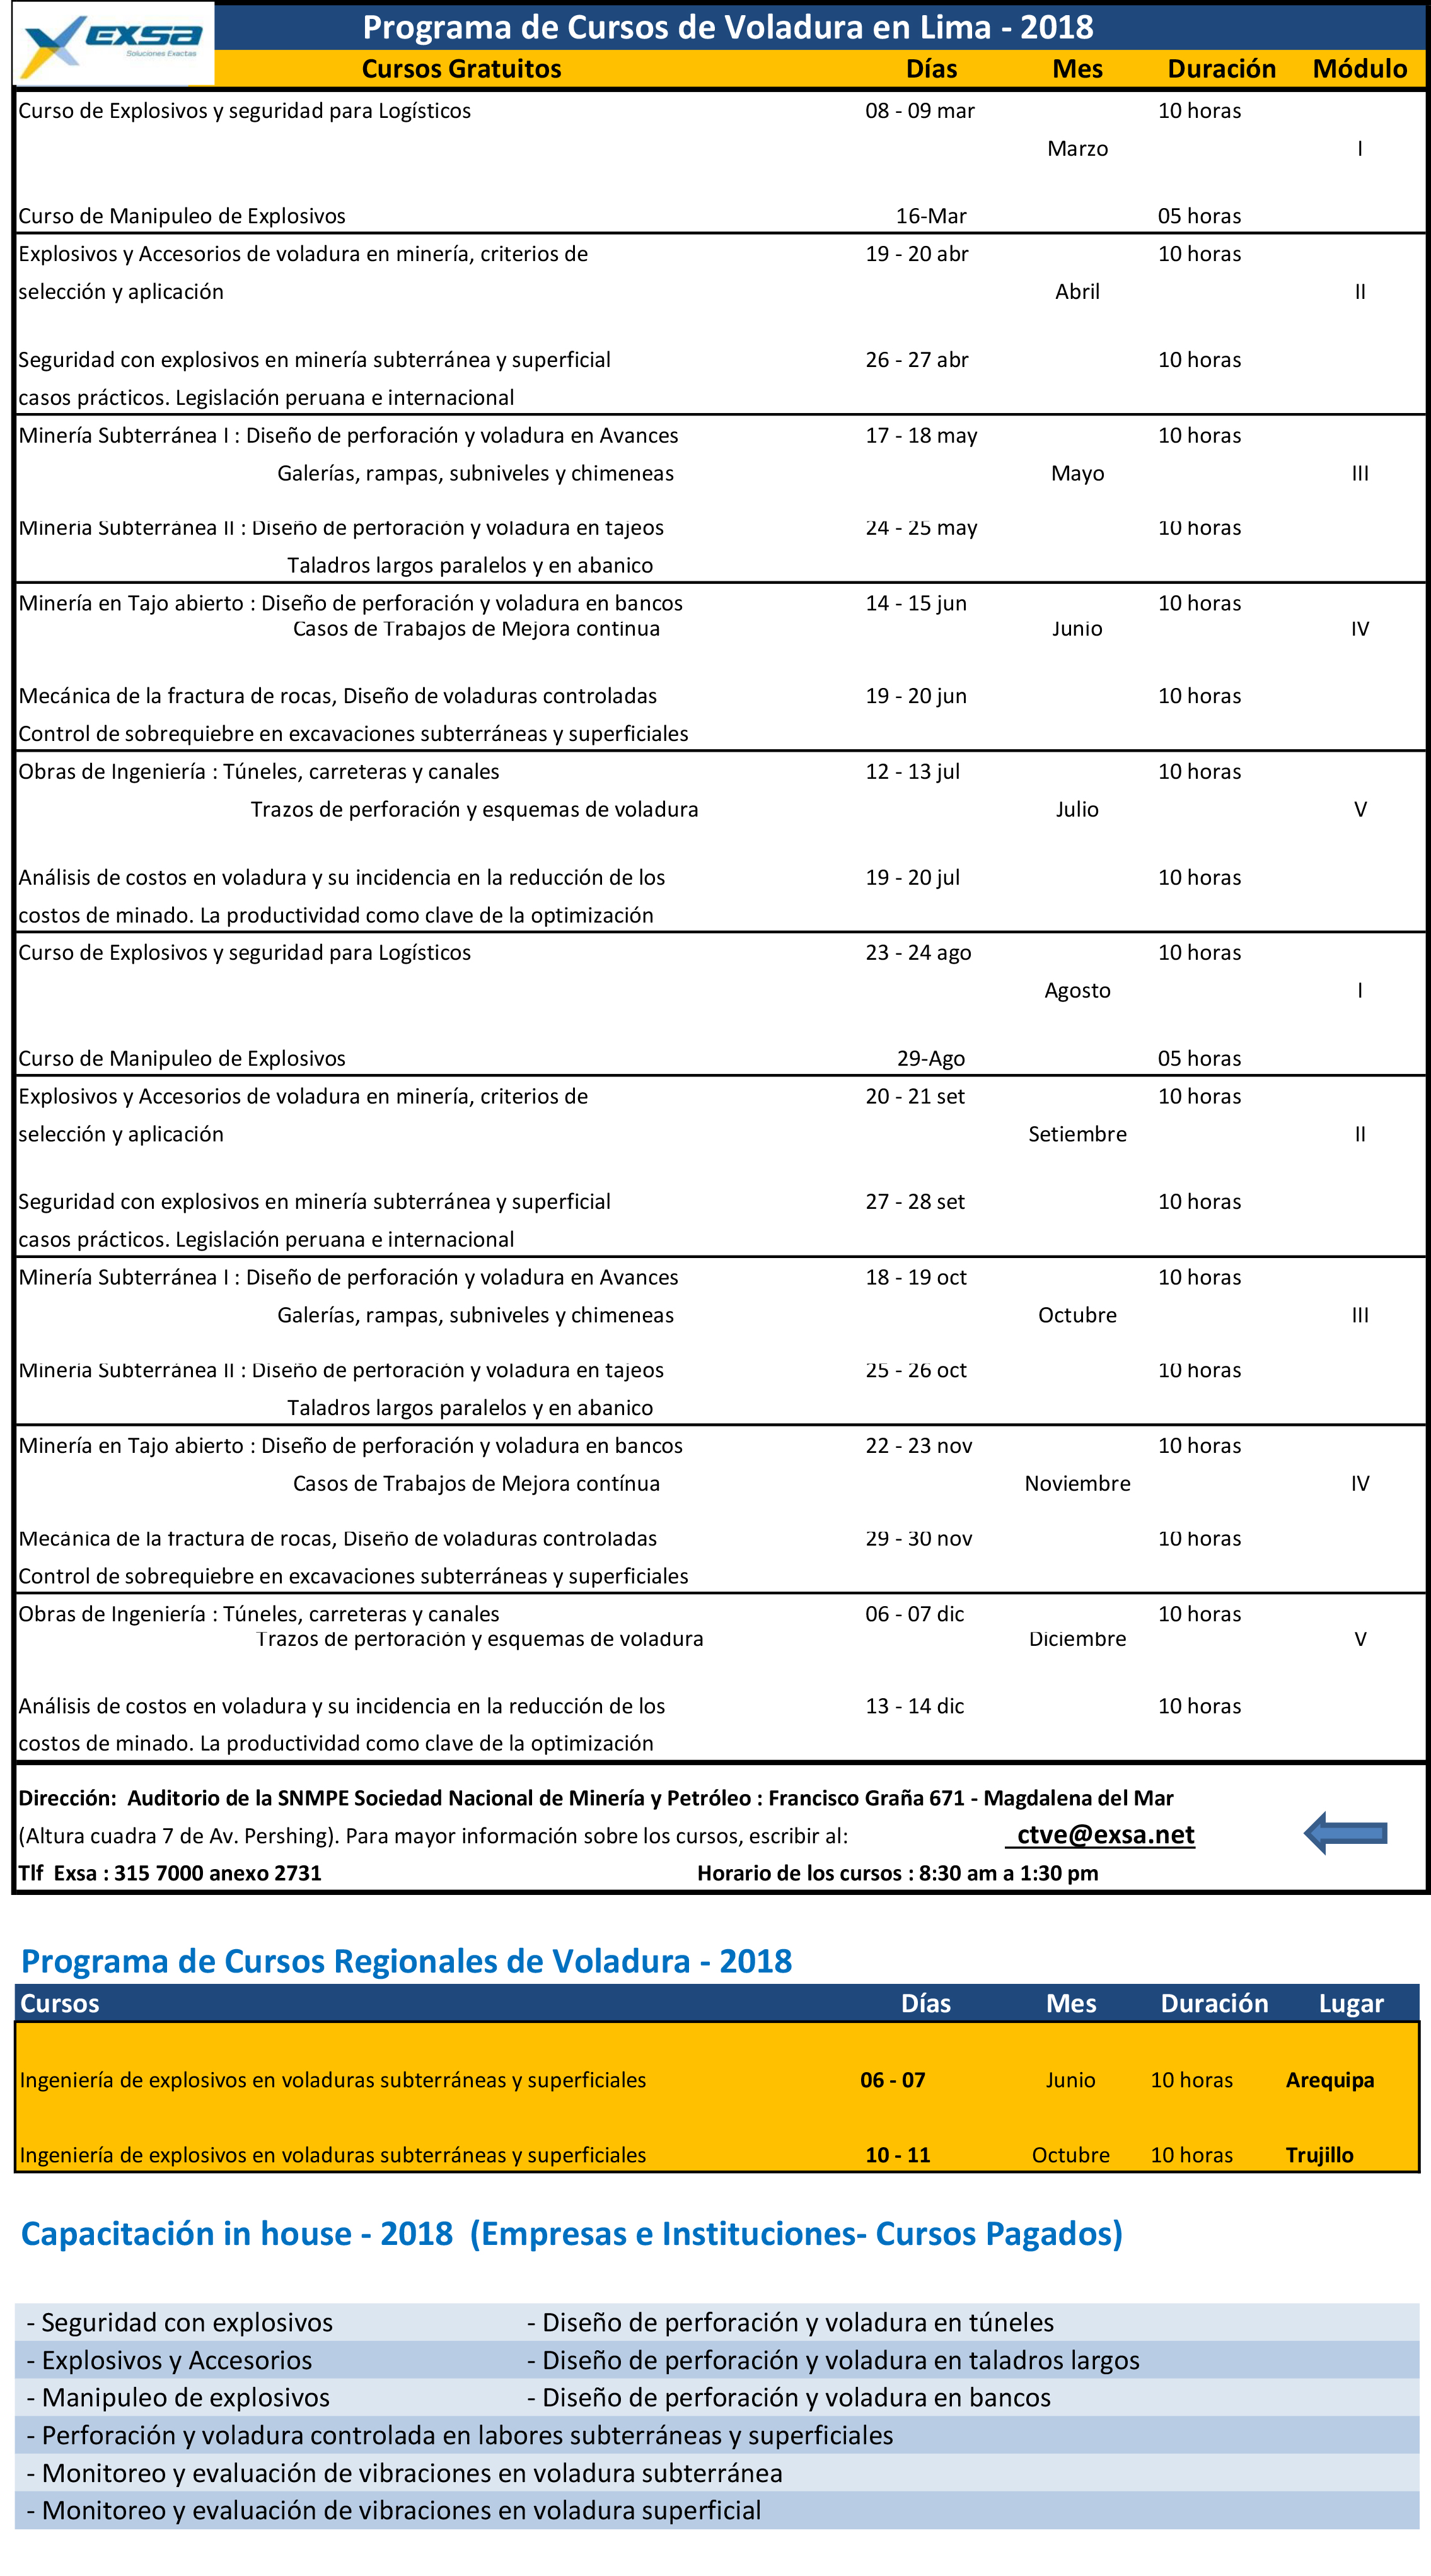 exsa
Soluciones Exactas
Programa de Cursos de Voladura en Lima - 2018
Cursos Gratuitos Días Mes Duración Módulo
Curso de Explosivos y seguridad para Logísticos 08 - 09 mar 10 horas
Marzo I
Curso de Manipuleo de Explosivos 16-Mar 05 horas
Explosivos y Accesorios de voladura en minería, criterios de 19 - 20 abr 10 horas
selección y aplicación Abril II
Seguridad con explosivos en minería subterránea y superficial 26 - 27 abr 10 horas
casos prácticos. Legislación peruana e internacional
Minería Subterránea I : Diseño de perforación y voladura en Avances 17 - 18 may 10 horas
Galerías, rampas, subniveles y chimeneas Mayo III
Minería Subterránea II : Diseño de perforación y voladura en tajeos 24 - 25 may 10 horas
Taladros largos paralelos y en abanico
Minería en Tajo abierto : Diseño de perforación y voladura en bancos 14 - 15 jun 10 horas
Casos de Trabajos de Mejora contínua Junio IV
Mecánica de la fractura de rocas, Diseño de voladuras controladas 19 - 20 jun 10 horas
Control de sobrequiebre en excavaciones subterráneas y superficiales
Obras de Ingeniería : Túneles, carreteras y canales 12 - 13 jul 10 horas
Trazos de perforación y esquemas de voladura Julio V
Análisis de costos en voladura y su incidencia en la reducción de los 19 - 20 jul 10 horas
costos de minado. La productividad como clave de la optimización
Curso de Explosivos y seguridad para Logísticos 23 - 24 ago 10 horas
Agosto I
Curso de Manipuleo de Explosivos 29-Ago 05 horas
Explosivos y Accesorios de voladura en minería, criterios de 20 - 21 set 10 horas
selección y aplicación Setiembre II
Seguridad con explosivos en minería subterránea y superficial 27 - 28 set 10 horas
casos prácticos. Legislación peruana e internacional
Minería Subterránea I : Diseño de perforación y voladura en Avances 18 - 19 oct 10 horas
Galerías, rampas, subniveles y chimeneas Octubre III
Minería Subterránea II : Diseño de perforación y voladura en tajeos 25 - 26 oct 10 horas
Taladros largos paralelos y en abanico
Minería en Tajo abierto : Diseño de perforación y voladura en bancos 22 - 23 nov 10 horas
Casos de Trabajos de Mejora contínua Noviembre IV
Mecánica de la fractura de rocas, Diseño de voladuras controladas 29 - 30 nov 10 horas
Control de sobrequiebre en excavaciones subterráneas y superficiales
Obras de Ingeniería : Túneles, carreteras y canales 06 - 07 dic 10 horas
Trazos de perforación y esquemas de voladura Diciembre V
Análisis de costos en voladura y su incidencia en la reducción de los 13 - 14 dic 10 horas
costos de minado. La productividad como clave de la optimización
Dirección: Auditorio de la SNMPE Sociedad Nacional de Minería y Petróleo : Francisco Graña 671 - Magdalena del Mar
(Altura cuadra 7 de Av. Pershing). Para mayor información sobre los cursos, escribir al: ctve@exsa.net
Tlf Exsa : 315 7000 anexo 2731 Horario de los cursos : 8:30 am a 1:30 pm
Programa de Cursos Regionales de Voladura - 2018
Cursos Días Mes Duración Lugar
Ingeniería de explosivos en voladuras subterráneas y superficiales 06 - 07 Junio 10 horas Arequipa
Ingeniería de explosivos en voladuras subterráneas y superficiales 10 - 11 Octubre 10 horas Trujillo
Capacitación in house - 2018 (Empresas e Instituciones- Cursos Pagados)
- Seguridad con explosivos - Diseño de perforación y voladura en túneles
- Explosivos y Accesorios - Diseño de perforación y voladura en taladros largos
- Manipuleo de explosivos - Diseño de perforación y voladura en bancos
- Perforación y voladura controlada en labores subterráneas y superficiales
- Monitoreo y evaluación de vibraciones en voladura subterránea
- Monitoreo y evaluación de vibraciones en voladura superficial